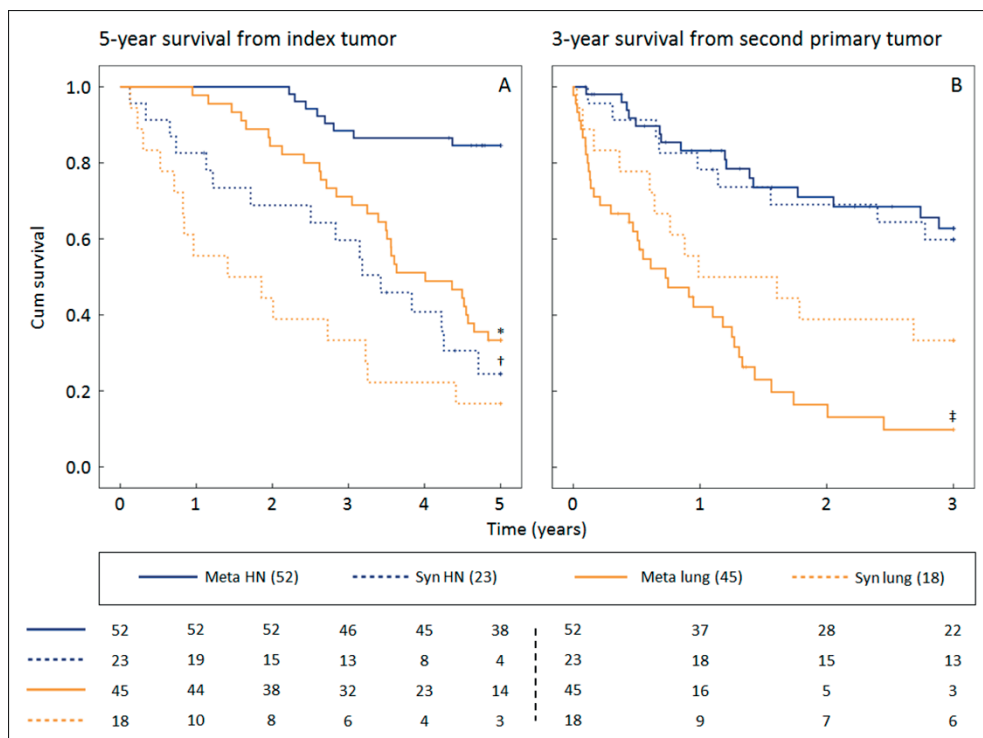 5-year survival from index tumor
3-year survival from second primary tumor
A
B
1.0
0.8
0.6
0.4
0.2
0.0
Cum survival
*
†
‡
0 1 2 3 4 5
0 1 2 3
Time (years)
Meta HN (52) Syn HN (23) Meta lung (45) Syn lung (18)
52 52 52 46 45 38 52 37 28 22
23 19 15 13 8 4 23 18 15 13
45 44 38 32 23 14 45 16 5 3
18 10 8 6 4 3 18 9 7 6